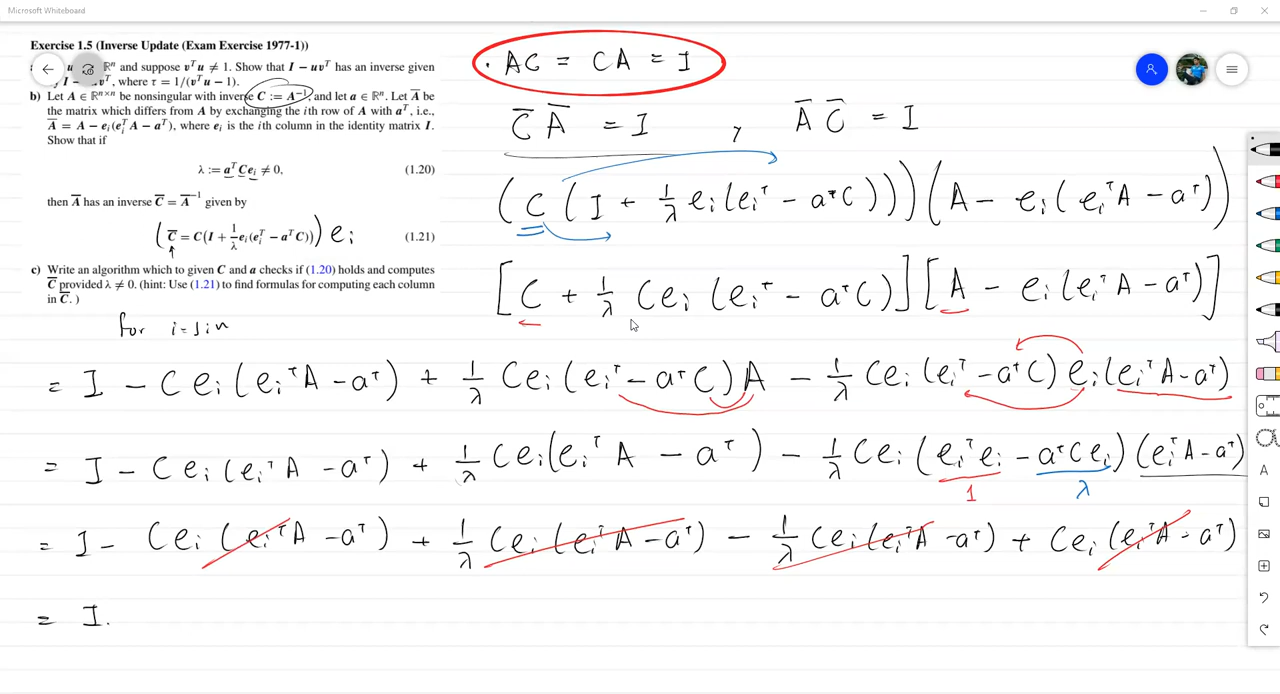 Microsoft Whiteboard
Exercise 1.5 (Inverse Update (Exam Exercise 1977-1))
u ℝⁿ and suppose vᵀu ≠ 1. Show that I − uvᵀ has an inverse given
I vᵀ, where τ = 1/(vᵀu − 1).
b) Let A ∈ ℝⁿˣⁿ be nonsingular with inverse C := A⁻¹, and let a ∈ ℝⁿ. Let A̅ be
the matrix which differs from A by exchanging the ith row of A with aᵀ, i.e.,
A̅ = A − eᵢ(eᵢᵀA − aᵀ), where eᵢ is the ith column in the identity matrix I.
Show that if
λ := aᵀCeᵢ ≠ 0, (1.20)
then A̅ has an inverse C̅ = A̅⁻¹ given by
(C̅ = C(I + 1/λ eᵢ(eᵢᵀ − aᵀC))) eᵢ (1.21)
c) Write an algorithm which to given C and a checks if (1.20) holds and computes
C̅ provided λ ≠ 0. (hint: Use (1.21) to find formulas for computing each column
in C̅. )
for i=1:n
· AC = CA = I
C̅ A̅ = I , A̅ C̅ = I
(C (I + 1/λ eᵢ(eᵢᵀ − aᵀC)))(A − eᵢ(eᵢᵀA − aᵀ))
[C + 1/λ Ceᵢ (eᵢᵀ − aᵀC)][A − eᵢ(eᵢᵀA − aᵀ)]
= I − Ceᵢ(eᵢᵀA − aᵀ) + 1/λ Ceᵢ(eᵢᵀ − aᵀC)A − 1/λ Ceᵢ(eᵢᵀ − aᵀC)eᵢ(eᵢᵀA − aᵀ)
= I − Ceᵢ(eᵢᵀA − aᵀ) + 1/λ Ceᵢ(eᵢᵀA − aᵀ) − 1/λ Ceᵢ(eᵢᵀeᵢ − aᵀCeᵢ)(eᵢᵀA − aᵀ)
1 λ
= I − Ceᵢ(eᵢᵀA − aᵀ) + 1/λ Ceᵢ(eᵢᵀA − aᵀ) − 1/λ Ceᵢ(eᵢᵀA − aᵀ) + Ceᵢ(eᵢᵀA − aᵀ)
= I.
A